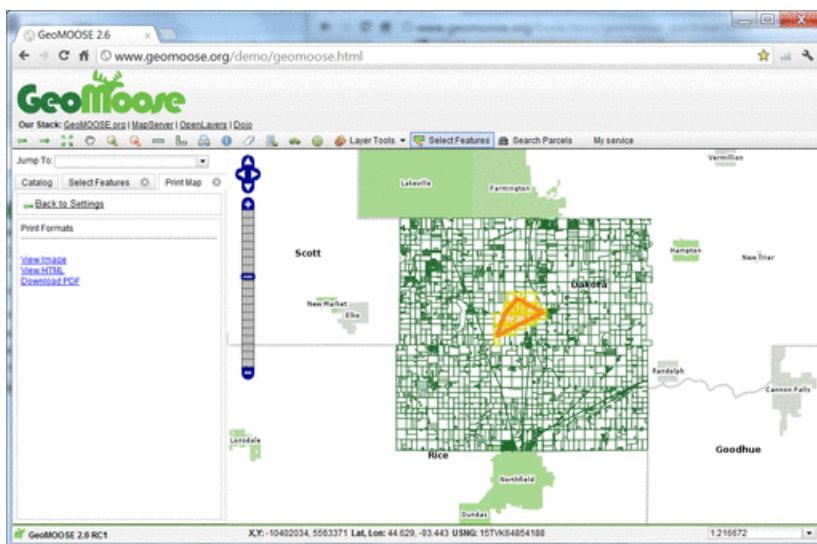 GeoMOOSE 2.6
www.geomoose.org/demo/geomoose.html
GeoMoose
Our Stack: GeoMOOSE.org | MapServer | OpenLayers | Dojo
Layer Tools Select Features Search Parcels My service
Jump To:
Catalog Select Features Print Map
Back to Settings
Print Formats
View Image
View HTML
Download PDF
Vermillion
Lakeville
Farmington
Hampton
Scott
New Trier
Dakota
New Market
Elko
Randolph
Cannon Falls
Lonsdale
Rice
Goodhue
Northfield
Dundas
GeoMOOSE 2.6 RC1 X,Y: -10402034, 5563371 Lat, Lon: 44.629, -93.443 USNG: 15TVK64854188 1:216672